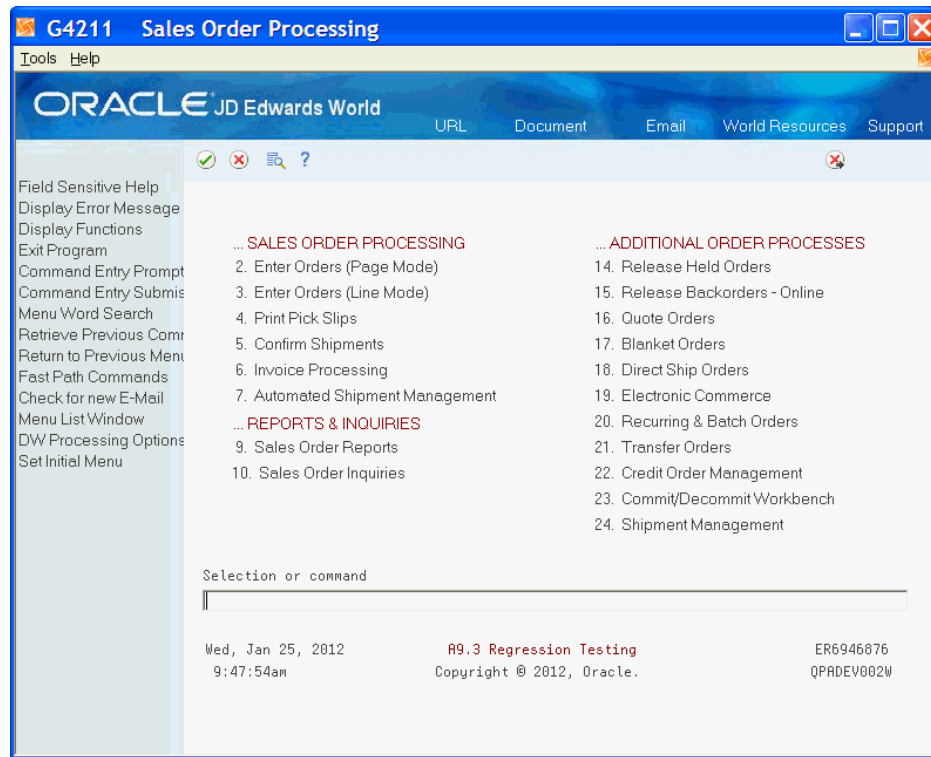 G4211 Sales Order Processing
Tools Help
ORACLE JD Edwards World
URL Document Email World Resources Support
?
Field Sensitive Help
Display Error Message
Display Functions
Exit Program
Command Entry Prompt
Command Entry Submis
Menu Word Search
Retrieve Previous Com
Return to Previous Menu
Fast Path Commands
Check for new E-Mail
Menu List Window
DW Processing Options
Set Initial Menu
... SALES ORDER PROCESSING
2. Enter Orders (Page Mode)
3. Enter Orders (Line Mode)
4. Print Pick Slips
5. Confirm Shipments
6. Invoice Processing
7. Automated Shipment Management
... REPORTS & INQUIRIES
9. Sales Order Reports
10. Sales Order Inquiries
... ADDITIONAL ORDER PROCESSES
14. Release Held Orders
15. Release Backorders - Online
16. Quote Orders
17. Blanket Orders
18. Direct Ship Orders
19. Electronic Commerce
20. Recurring & Batch Orders
21. Transfer Orders
22. Credit Order Management
23. Commit/Decommit Workbench
24. Shipment Management
Selection or command
Wed, Jan 25, 2012 A9.3 Regression Testing ER6946876
9:47:54am Copyright © 2012, Oracle. QPADEV002W